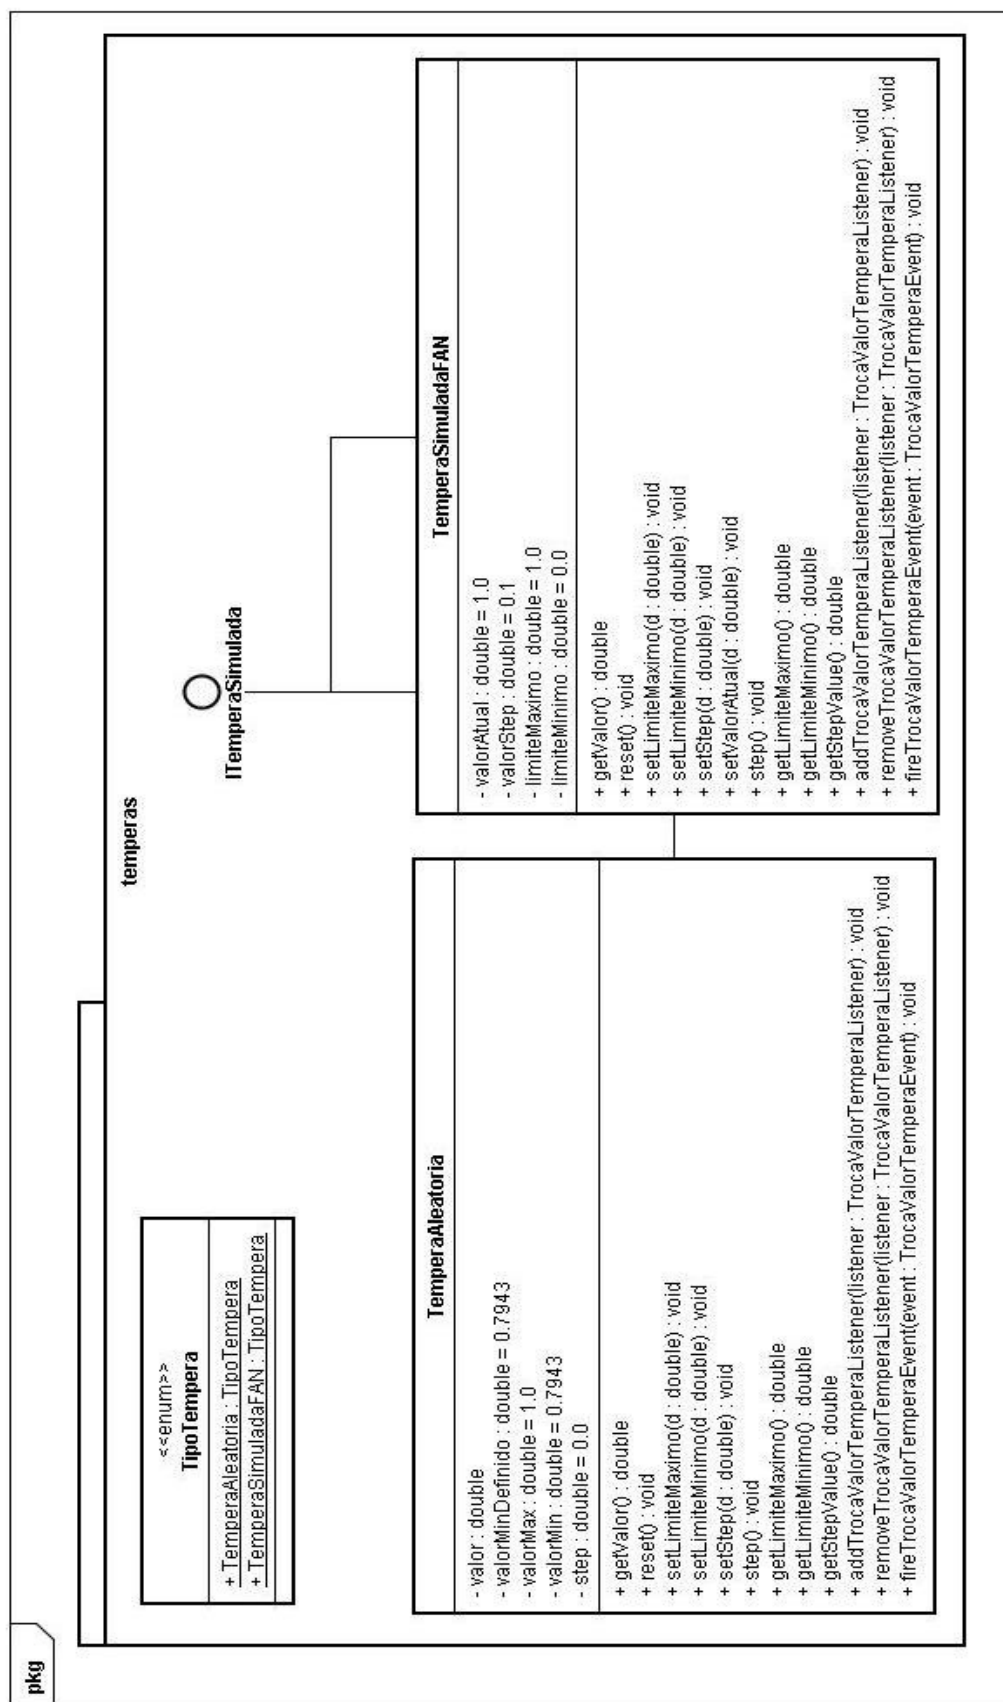 pkg
temperas
<<enum>>
TipoTempera
+ TemperaAleatoria : TipoTempera
+ TemperaSimuladaFAN : TipoTempera
ITemperaSimulada
TemperaAleatoria
- valor : double
- valorMinDefinido : double = 0.7943
- valorMax : double = 1.0
- valorMin : double = 0.7943
- step : double = 0.0
+ getValor() : double
+ reset() : void
+ setLimiteMaximo(d : double) : void
+ setLimiteMinimo(d : double) : void
+ setStep(d : double) : void
+ step() : void
+ getLimiteMaximo() : double
+ getLimiteMinimo() : double
+ getStepValue() : double
+ addTrocaValorTemperaListener(listener : TrocaValorTemperaListener) : void
+ removeTrocaValorTemperaListener(listener : TrocaValorTemperaListener) : void
+ fireTrocaValorTemperaEvent(event : TrocaValorTemperaEvent) : void
TemperaSimuladaFAN
- valorAtual : double = 1.0
- valorStep : double = 0.1
- limiteMaximo : double = 1.0
- limiteMinimo : double = 0.0
+ getValor() : double
+ reset() : void
+ setLimiteMaximo(d : double) : void
+ setLimiteMinimo(d : double) : void
+ setStep(d : double) : void
+ setValorAtual(d : double) : void
+ step() : void
+ getLimiteMaximo() : double
+ getLimiteMinimo() : double
+ getStepValue() : double
+ addTrocaValorTemperaListener(listener : TrocaValorTemperaListener) : void
+ removeTrocaValorTemperaListener(listener : TrocaValorTemperaListener) : void
+ fireTrocaValorTemperaEvent(event : TrocaValorTemperaEvent) : void